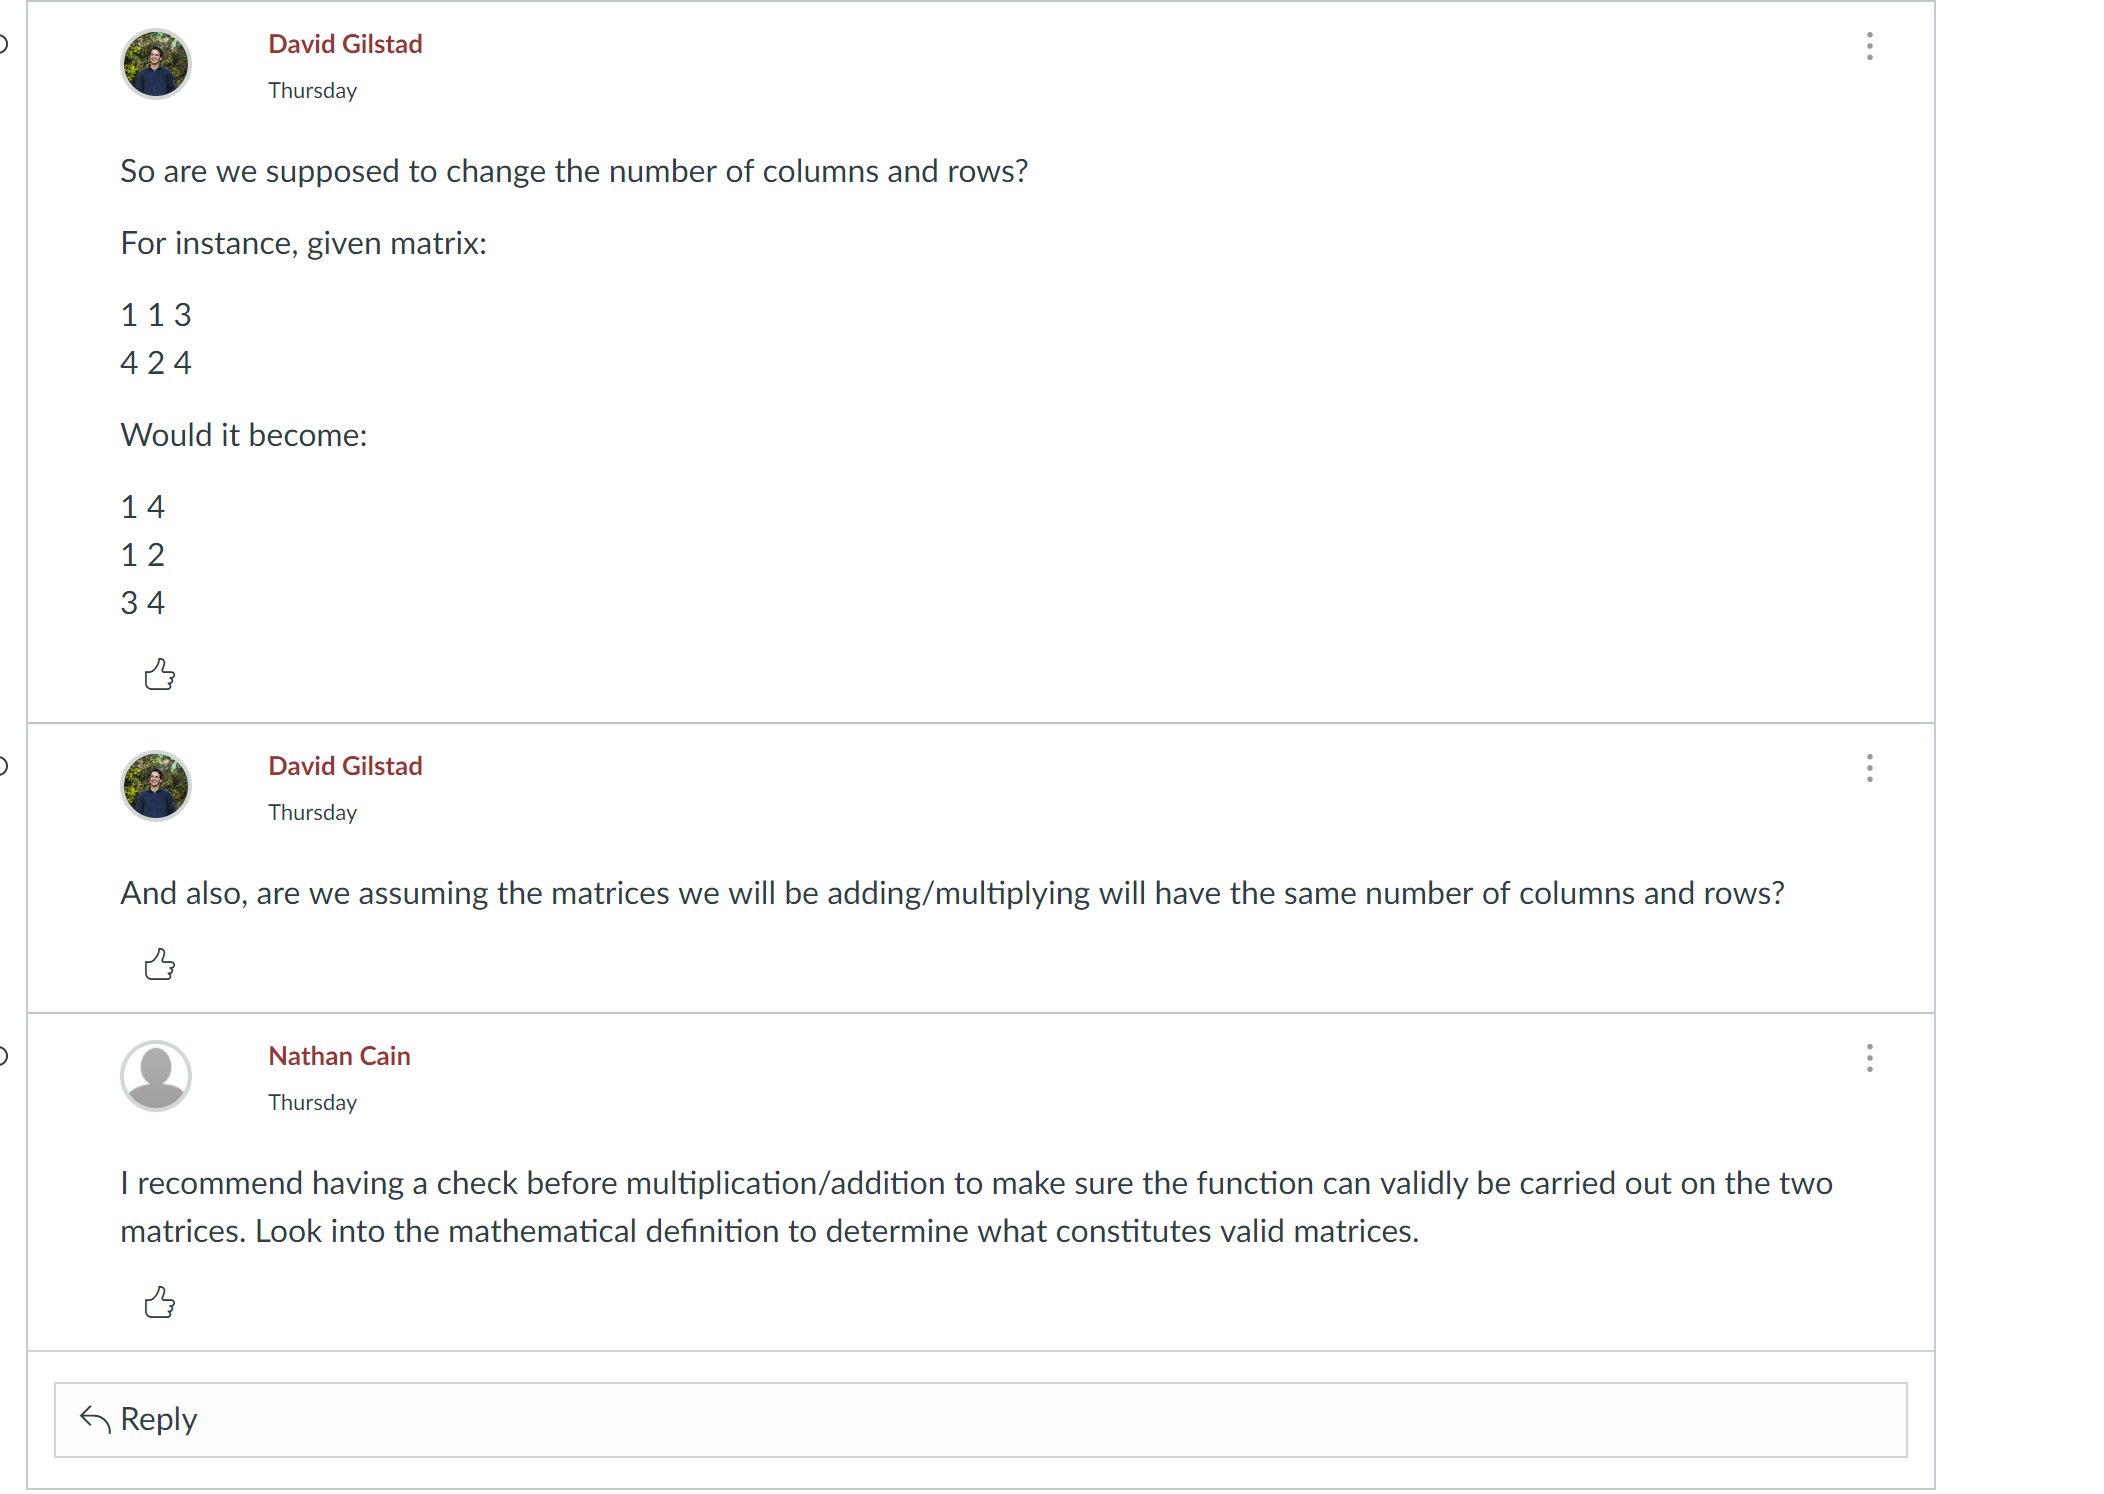 David Gilstad
Thursday
So are we supposed to change the number of columns and rows?
For instance, given matrix:
1 1 3
4 2 4
Would it become:
1 4
1 2
3 4
David Gilstad
Thursday
And also, are we assuming the matrices we will be adding/multiplying will have the same number of columns and rows?
Nathan Cain
Thursday
I recommend having a check before multiplication/addition to make sure the function can validly be carried out on the two
matrices. Look into the mathematical definition to determine what constitutes valid matrices.
Reply